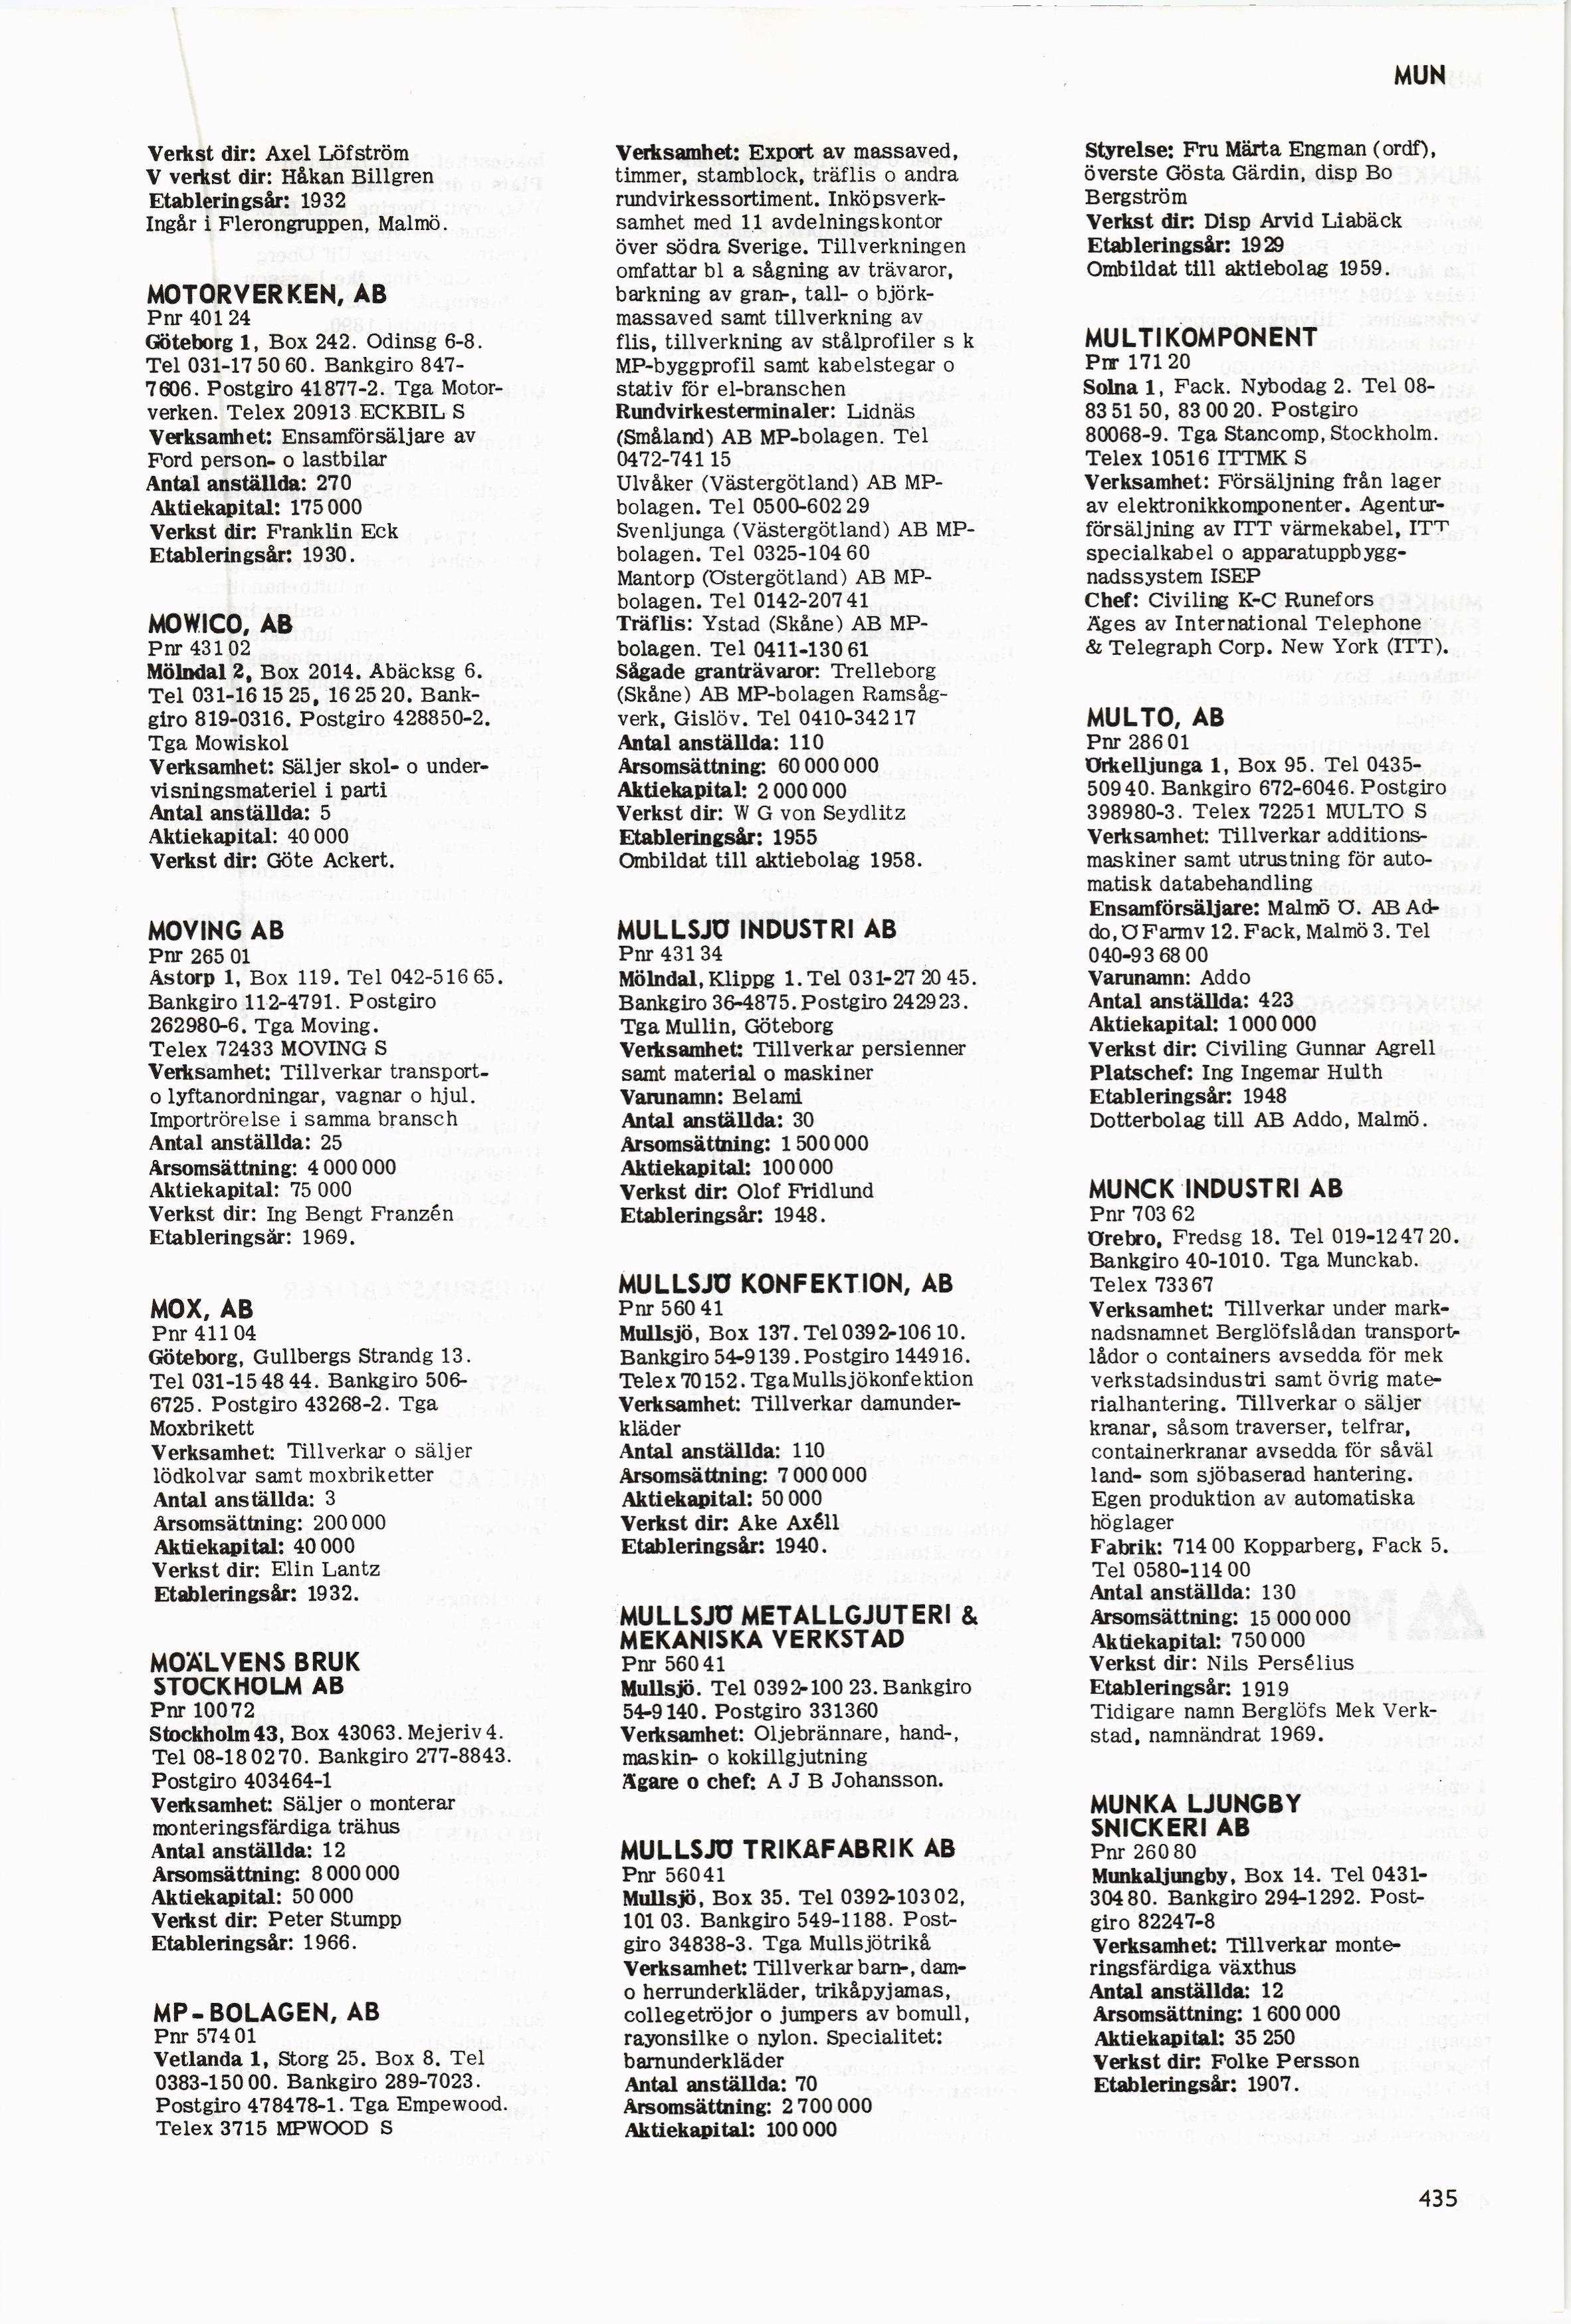 MUN
Verkst dir: Axel Löfström
V verkst dir: Håkan Billgren
Etableringsår: 1932
Ingår i Flerongruppen, Malmö.
MOTORVERKEN, AB
Pnr 401 24
Göteborg 1, Box 242. Odinsg 6-8.
Tel 031-17 50 60. Bankgiro 847-
7606. Postgiro 41877-2. Tga Motor-
verken. Telex 20913 ECKBIL S
Verksamhet: Ensamförsäljare av
Ford person- o lastbilar
Antal anställda: 270
Aktiekapital: 175 000
Verkst dir: Franklin Eck
Etableringsår: 1930.
MOWICO, AB
Pnr 431 02
Mölndal 2, Box 2014. Abäcksg 6.
Tel 031-16 15 25, 16 25 20. Bank-
giro 819-0316. Postgiro 428850-2.
Tga Mowiskol
Verksamhet: Säljer skol- o under-
visningsmateriel i parti
Antal anställda: 5
Aktiekapital: 40 000
Verkst dir: Göte Ackert.
MOVING AB
Pnr 265 01
Åstorp 1, Box 119. Tel 042-516 65.
Bankgiro 112-4791. Postgiro
262980-6. Tga Moving.
Telex 72433 MOVING S
Verksamhet: Tillverkar transport-
o lyftanordningar, vagnar o hjul.
Importrörelse i samma bransch
Antal anställda: 25
Årsomsättning: 4 000 000
Aktiekapital: 75 000
Verkst dir: Ing Bengt Franzén
Etableringsår: 1969.
MOX, AB
Pnr 411 04
Göteborg, Gullbergs Strandg 13.
Tel 031-15 48 44. Bankgiro 506-
6725. Postgiro 43268-2. Tga
Moxbrikett
Verksamhet: Tillverkar o säljer
lödkolvar samt moxbriketter
Antal anställda: 3
Årsomsättning: 200 000
Aktiekapital: 40 000
Verkst dir: Elin Lantz
Etableringsår: 1932.
MOÄLVENS BRUK
STOCKHOLM AB
Pnr 100 72
Stockholm 43, Box 43063. Mejeriv 4.
Tel 08-18 02 70. Bankgiro 277-8843.
Postgiro 403464-1
Verksamhet: Säljer o monterar
monteringsfärdiga trähus
Antal anställda: 12
Årsomsättning: 8 000 000
Aktiekapital: 50 000
Verkst dir: Peter Stumpp
Etableringsår: 1966.
MP-BOLAGEN, AB
Pnr 574 01
Vetlanda 1, Storg 25. Box 8. Tel
0383-150 00. Bankgiro 289-7023.
Postgiro 478478-1. Tga Empewood.
Telex 3715 MPWOOD S
Verksamhet: Export av massaved,
timmer, stamblock, träflis o andra
rundvirkessortiment. Inköpsverk-
samhet med 11 avdelningskontor
över södra Sverige. Tillverkningen
omfattar bl a sågning av trävaror,
barkning av gran-, tall- o björk-
massaved samt tillverkning av
flis, tillverkning av stålprofiler s k
MP-byggprofil samt kabelstegar o
stativ för el-branschen
Rundvirkesterminaler: Lidnäs
(Småland) AB MP-bolagen. Tel
0472-741 15
Ulvåker (Västergötland) AB MP-
bolagen. Tel 0500-602 29
Svenljunga (Västergötland) AB MP-
bolagen. Tel 0325-104 60
Mantorp (Östergötland) AB MP-
bolagen. Tel 0142-207 41
Träflis: Ystad (Skåne) AB MP-
bolagen. Tel 0411-130 61
Sågade granträvaror: Trelleborg
(Skåne) AB MP-bolagen Ramsåg-
verk, Gislöv. Tel 0410-342 17
Antal anställda: 110
Årsomsättning: 60 000 000
Aktiekapital: 2 000 000
Verkst dir: W G von Seydlitz
Etableringsår: 1955
Ombildat till aktiebolag 1958.
MULLSJÖ INDUSTRI AB
Pnr 431 34
Mölndal, Klippg 1. Tel 031-27 20 45.
Bankgiro 36-4875. Postgiro 242923.
Tga Mullin, Göteborg
Verksamhet: Tillverkar persienner
samt material o maskiner
Varunamn: Belami
Antal anställda: 30
Årsomsättning: 1 500 000
Aktiekapital: 100 000
Verkst dir: Olof Fridlund
Etableringsår: 1948.
MULLSJÖ KONFEKTION, AB
Pnr 560 41
Mullsjö, Box 137. Tel 0392-106 10.
Bankgiro 54-9139. Postgiro 144916.
Telex 70152. Tga Mullsjökonfektion
Verksamhet: Tillverkar damunder-
kläder
Antal anställda: 110
Årsomsättning: 7 000 000
Aktiekapital: 50 000
Verkst dir: Åke Axéll
Etableringsår: 1940.
MULLSJÖ METALLGJUTERI &
MEKANISKA VERKSTAD
Pnr 560 41
Mullsjö. Tel 0392-100 23. Bankgiro
54-9140. Postgiro 331360
Verksamhet: Oljebrännare, hand-,
maskin- o kokillgjutning
Ägare o chef: A J B Johansson.
MULLSJÖ TRIKÅFABRIK AB
Pnr 560 41
Mullsjö, Box 35. Tel 0392-103 02,
101 03. Bankgiro 549-1188. Post-
giro 34838-3. Tga Mullsjötrikå
Verksamhet: Tillverkar barn-, dam-
o herrunderkläder, trikåpyjamas,
collegetröjor o jumpers av bomull,
rayonsilke o nylon. Specialitet:
barnunderkläder
Antal anställda: 70
Årsomsättning: 2 700 000
Aktiekapital: 100 000
Styrelse: Fru Märta Engman (ordf),
överste Gösta Gärdin, disp Bo
Bergström
Verkst dir: Disp Arvid Liabäck
Etableringsår: 1929
Ombildat till aktiebolag 1959.
MULTIKOMPONENT
Pnr 171 20
Solna 1, Fack. Nybodag 2. Tel 08-
83 51 50, 83 00 20. Postgiro
80068-9. Tga Stancomp, Stockholm.
Telex 10516 ITTMK S
Verksamhet: Försäljning från lager
av elektronikkomponenter. Agentur-
försäljning av ITT värmekabel, ITT
specialkabel o apparatuppbygg-
nadssystem ISEP
Chef: Civiling K-C Runefors
Äges av International Telephone
& Telegraph Corp. New York (ITT).
MULTO, AB
Pnr 286 01
Örkelljunga 1, Box 95. Tel 0435-
509 40. Bankgiro 672-6046. Postgiro
398980-3. Telex 72251 MULTO S
Verksamhet: Tillverkar additions-
maskiner samt utrustning för auto-
matisk databehandling
Ensamförsäljare: Malmö Ö. AB Ad-
do, Ö Farmv 12. Fack, Malmö 3. Tel
040-93 68 00
Varunamn: Addo
Antal anställda: 423
Aktiekapital: 1 000 000
Verkst dir: Civiling Gunnar Agrell
Platschef: Ing Ingemar Hulth
Etableringsår: 1948
Dotterbolag till AB Addo, Malmö.
MUNCK INDUSTRI AB
Pnr 703 62
Örebro, Fredsg 18. Tel 019-12 47 20.
Bankgiro 40-1010. Tga Munckab.
Telex 73367
Verksamhet: Tillverkar under mark-
nadsnamnet Berglöfslådan transport-
lådor o containers avsedda för mek
verkstadsindustri samt övrig mate-
rialhantering. Tillverkar o säljer
kranar, såsom traverser, telfrar,
containerkranar avsedda för såväl
land- som sjöbaserad hantering.
Egen produktion av automatiska
höglager
Fabrik: 714 00 Kopparberg, Fack 5.
Tel 0580-114 00
Antal anställda: 130
Årsomsättning: 15 000 000
Aktiekapital: 750 000
Verkst dir: Nils Persélius
Etableringsår: 1919
Tidigare namn Berglöfs Mek Verk-
stad, namnändrat 1969.
MUNKA LJUNGBY
SNICKERI AB
Pnr 260 80
Munkaljungby, Box 14. Tel 0431-
304 80. Bankgiro 294-1292. Post-
giro 82247-8
Verksamhet: Tillverkar monte-
ringsfärdiga växthus
Antal anställda: 12
Årsomsättning: 1 600 000
Aktiekapital: 35 250
Verkst dir: Folke Persson
Etableringsår: 1907.
435